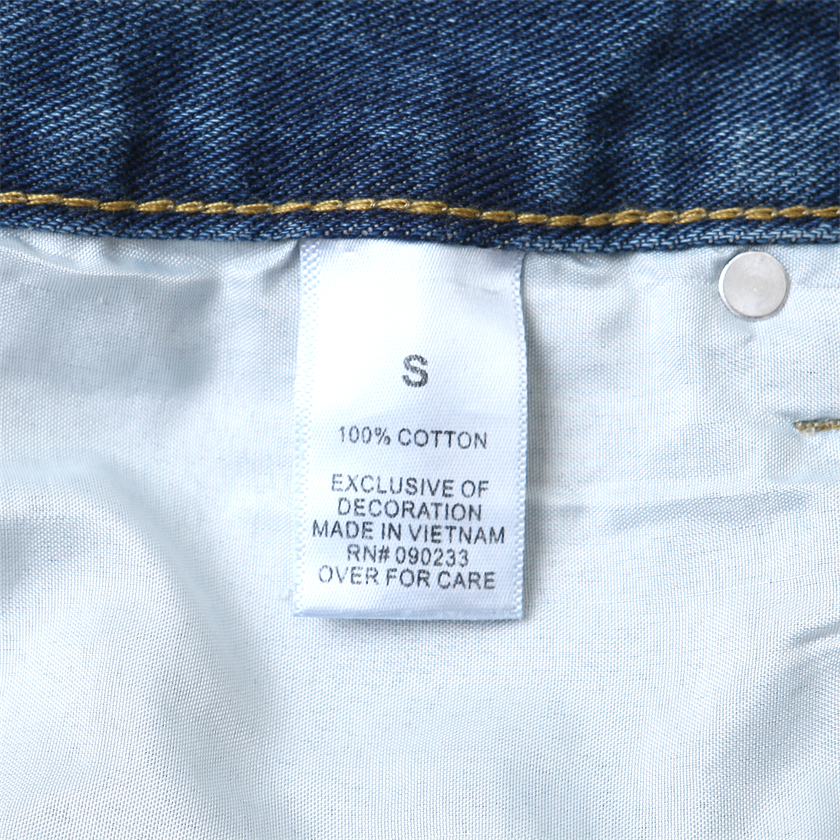 S
100% COTTON
EXCLUSIVE OF
DECORATION
MADE IN VIETNAM
RN# 090233
OVER FOR CARE